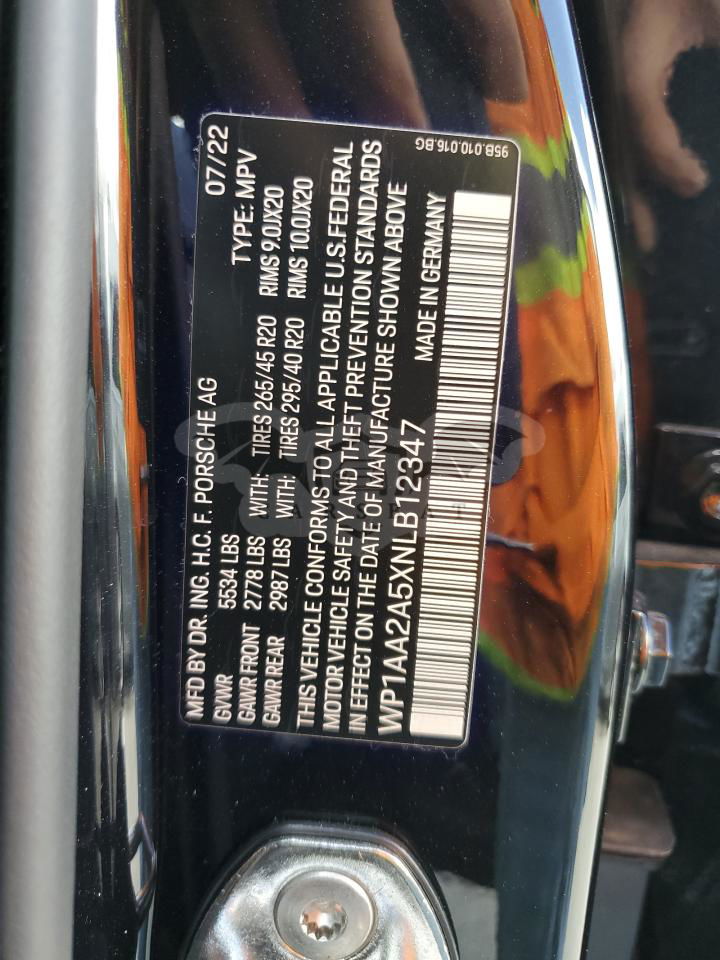 MFD BY DR. ING. H.C. F. PORSCHE AG 07/22
GVWR 5534 LBS TYPE: MPV
GAWR FRONT 2778 LBS WITH: TIRES 265/45 R20 RIMS 9.0JX20
GAWR REAR 2987 LBS WITH: TIRES 295/40 R20 RIMS 10.0JX20
THIS VEHICLE CONFORMS TO ALL APPLICABLE U.S.FEDERAL
MOTOR VEHICLE SAFETY AND THEFT PREVENTION STANDARDS
IN EFFECT ON THE DATE OF MANUFACTURE SHOWN ABOVE
WP1AA2A5XNLB12347 MADE IN GERMANY
95B.010.016.BG